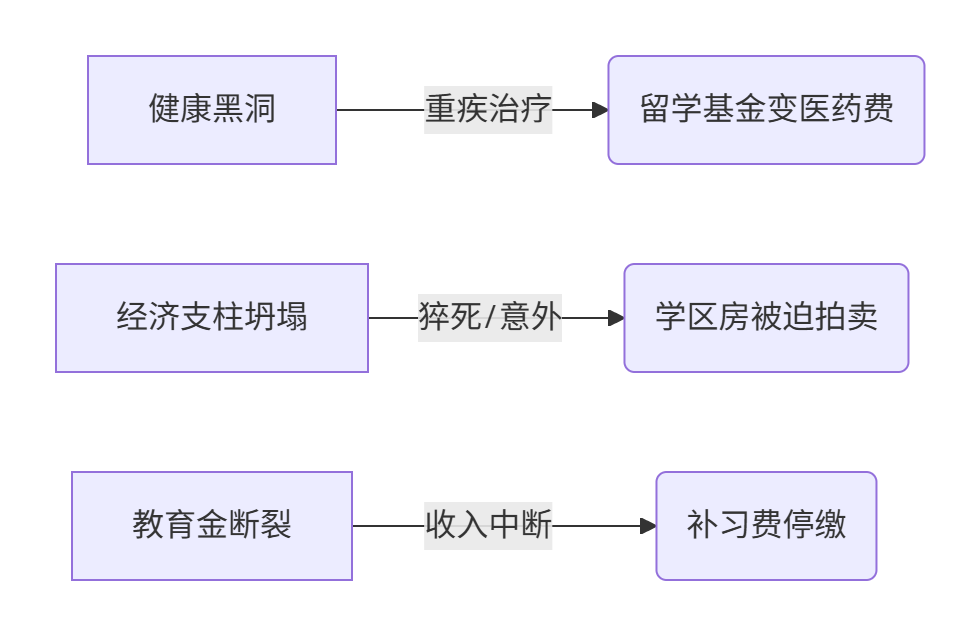 健康黑洞
重疾治疗
留学基金变医药费
经济支柱坍塌
猝死/意外
学区房被迫拍卖
教育金断裂
收入中断
补习费停缴